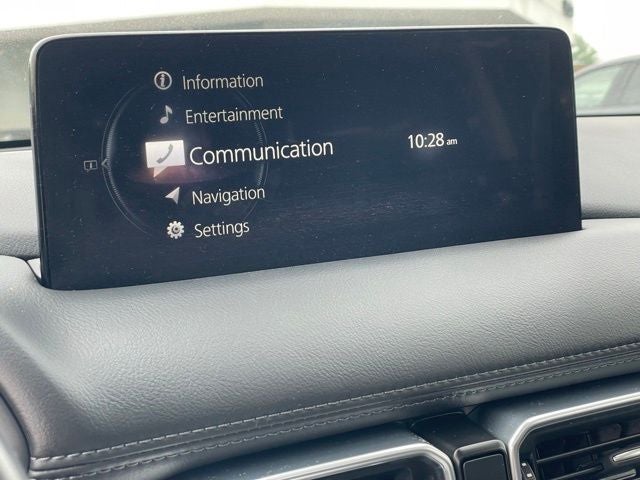 Information
Entertainment
Communication
10:28 am
Navigation
Settings